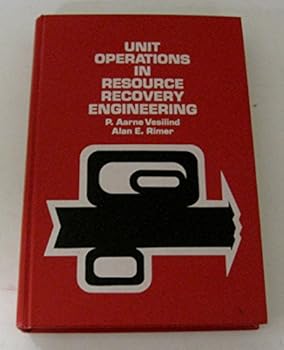 UNIT
OPERATIONS
IN
RESOURCE
RECOVERY
ENGINEERING
P. Aarne Vesilind
Alan E. Rimer